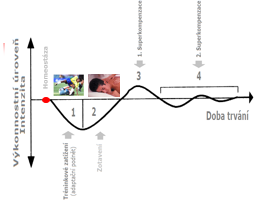 Výkonnostní úroveň
Intenzita
Homeostáza
1
2
3
4
1. Superkompenzace
2. Superkompenzace
Doba trvání
Tréninkové zatížení
(adaptační podnět)
Zotavení